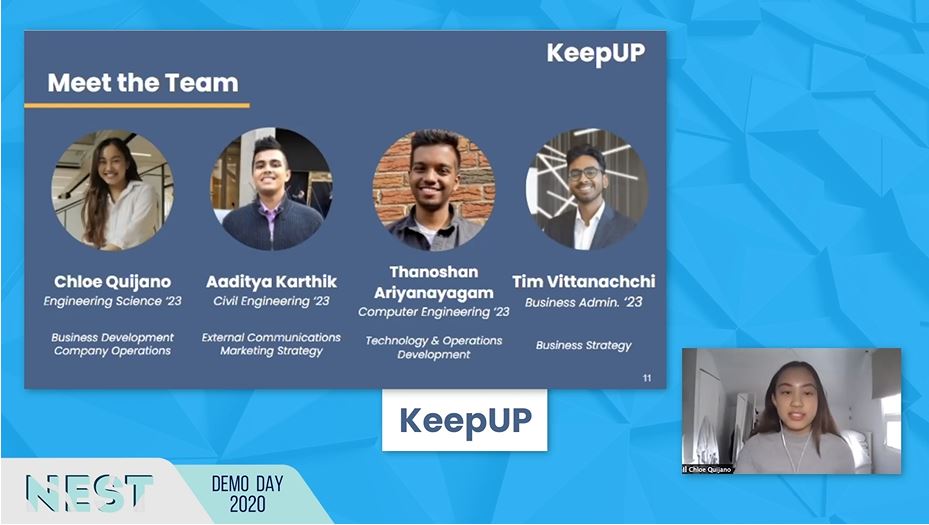 KeepUP
Meet the Team
Chloe Quijano
Engineering Science ‘23
Business Development
Company Operations
Aaditya Karthik
Civil Engineering ‘23
External Communications
Marketing Strategy
Thanoshan
Ariyanayagam
Computer Engineering ‘23
Technology & Operations
Development
Tim Vittanachchi
Business Admin. ‘23
Business Strategy
11
KeepUP
Chloe Quijano
NEST
DEMO DAY
2020